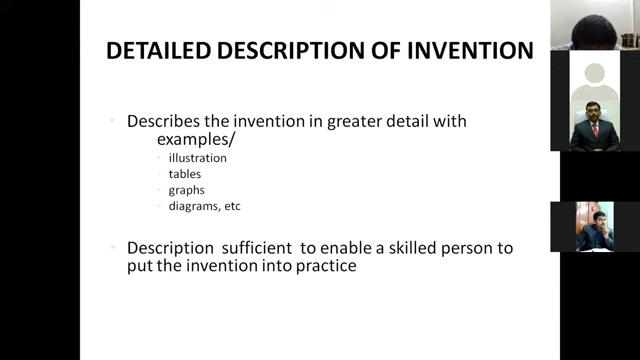 DETAILED DESCRIPTION OF INVENTION
Describes the invention in greater detail with
examples/
illustration
tables
graphs
diagrams, etc
Description sufficient to enable a skilled person to
put the invention into practice